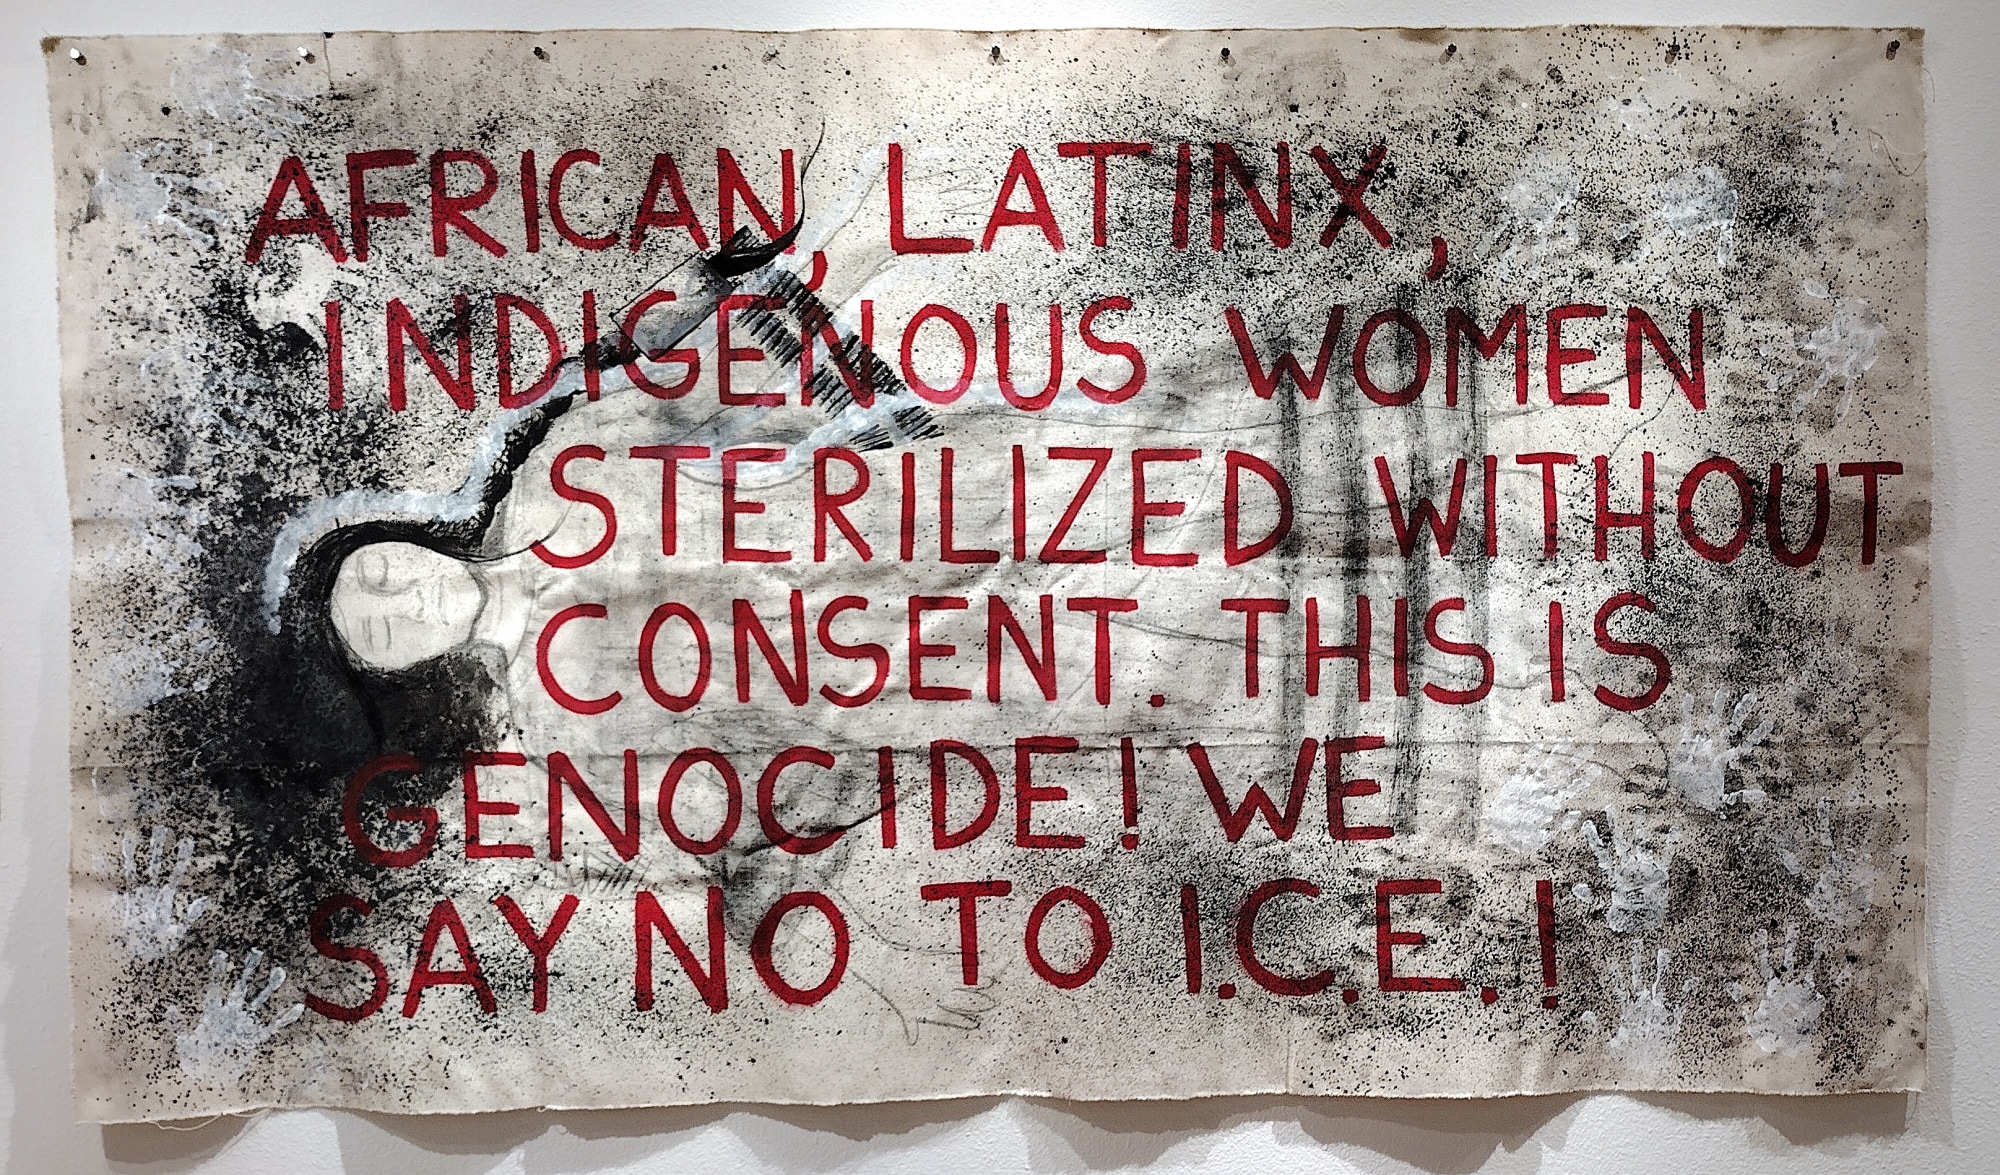 AFRICAN, LATINX,
INDIGENOUS WOMEN
STERILIZED WITHOUT
CONSENT. THIS IS
GENOCIDE! WE
SAY NO TO I.C.E.!